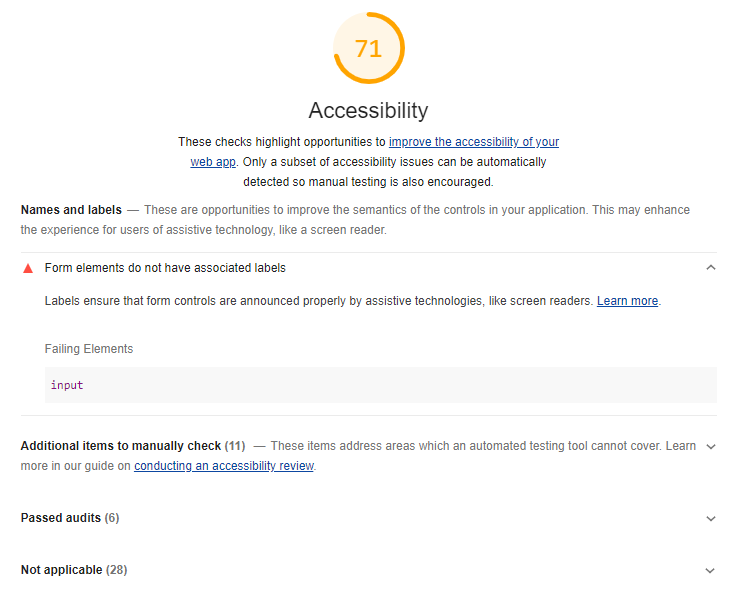 71
Accessibility
These checks highlight opportunities to improve the accessibility of your
web app. Only a subset of accessibility issues can be automatically
detected so manual testing is also encouraged.
Names and labels — These are opportunities to improve the semantics of the controls in your application. This may enhance
the experience for users of assistive technology, like a screen reader.
Form elements do not have associated labels
Labels ensure that form controls are announced properly by assistive technologies, like screen readers. Learn more.
Failing Elements
input
Additional items to manually check (11) — These items address areas which an automated testing tool cannot cover. Learn
more in our guide on conducting an accessibility review.
Passed audits (6)
Not applicable (28)